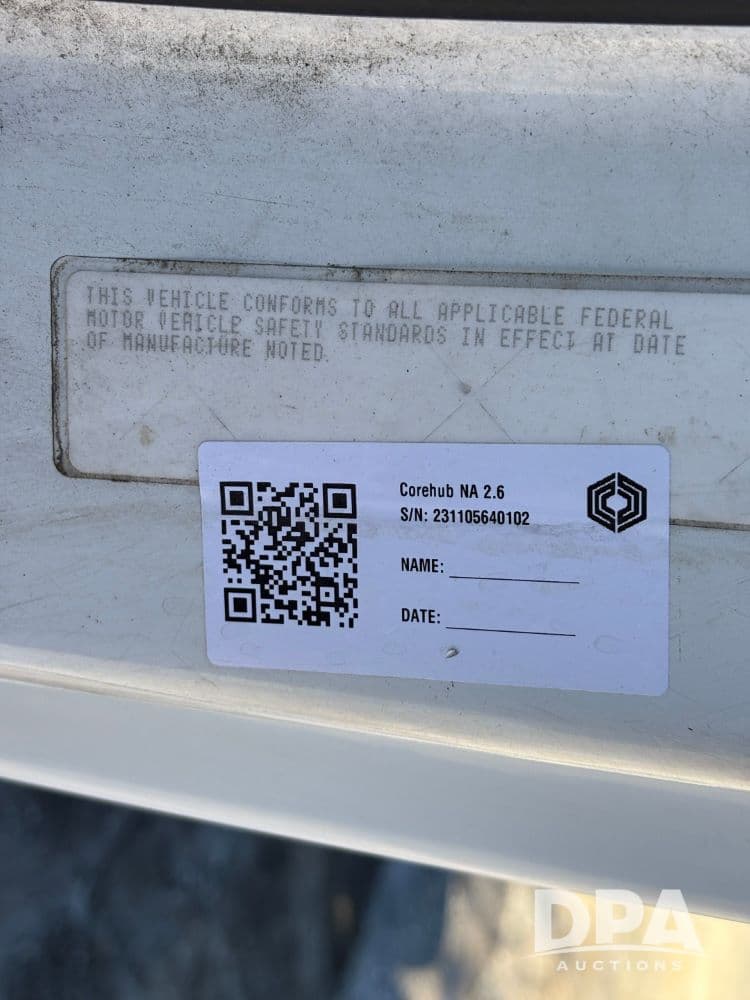 THIS VEHICLE CONFORMS TO ALL APPLICABLE FEDERAL
MOTOR VEHICLE SAFETY STANDARDS IN EFFECT AT DATE
OF MANUFACTURE NOTED.
Corehub NA 2.6
S/N: 231105640102
NAME:
DATE:
DPA
AUCTIONS